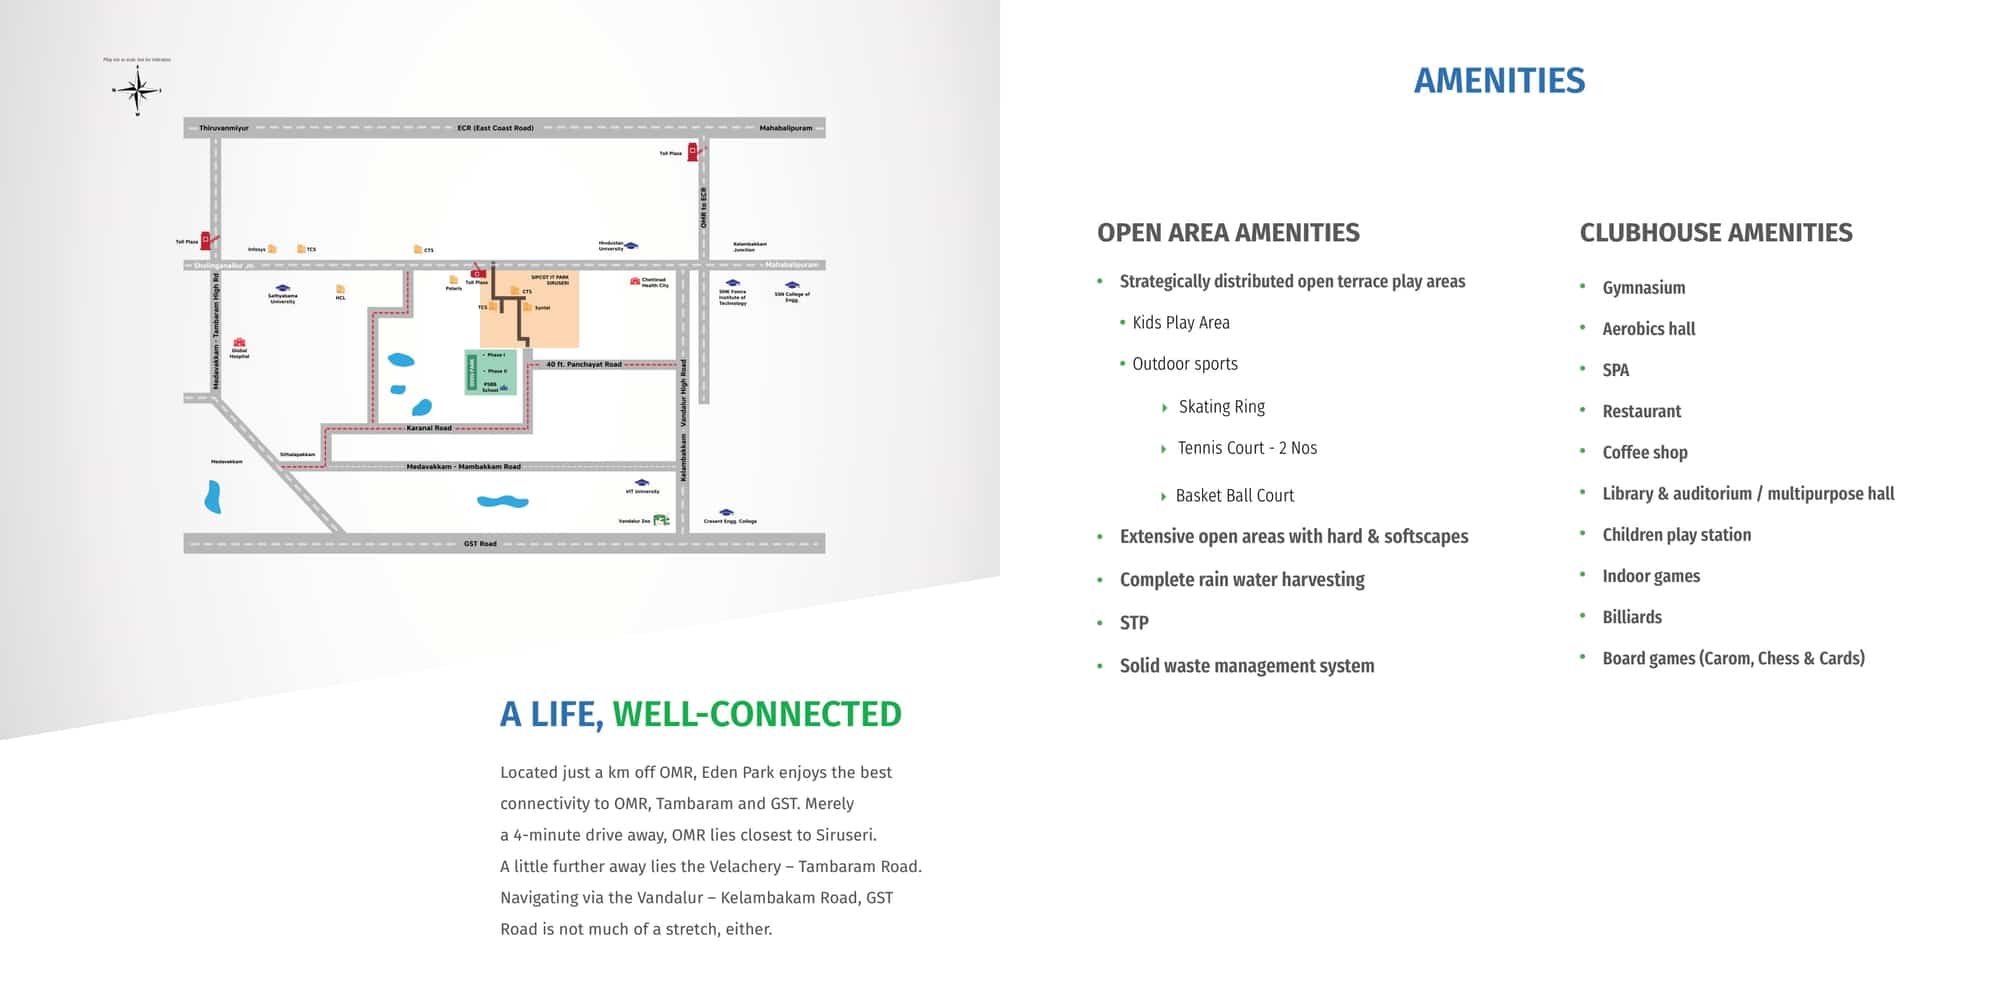 Map not to scale, but for indication
E
N
S
W
Thiruvanmiyur
ECR (East Coast Road)
Mahabalipuram
Toll Plaza
OMR to ECR
Toll Plaza
Infosys
TCS
CTS
Hindustan
University
Kelambakkam
Junction
Sholinganallur Jn.
Mahabalipuram
Medavakkam - Tambaram High Rd
Sathyabama
University
HCL
Polaris
Toll Plaza
SIPCOT IT PARK
SIRUSERI
CTS
TCS
Syntel
Chettinad
Health City
Institute of
Technology
SSN College of
Engg.
Global
Hospital
EDEN PARK
• Phase I
• Phase II
PSBB
School
40 ft. Panchayat Road
Kelambakkam - Vandalur High Road
Karanai Road
Sithalapakkam
Medavakkam
Medavakkam - Mambakkam Road
VIT University
Vandalur Zoo
Cresent Engg. College
GST Road
A LIFE, WELL-CONNECTED
Located just a km off OMR, Eden Park enjoys the best
connectivity to OMR, Tambaram and GST. Merely
a 4-minute drive away, OMR lies closest to Siruseri.
A little further away lies the Velachery – Tambaram Road.
Navigating via the Vandalur – Kelambakam Road, GST
Road is not much of a stretch, either.
AMENITIES
OPEN AREA AMENITIES
• Strategically distributed open terrace play areas
• Kids Play Area
• Outdoor sports
Skating Ring
Tennis Court - 2 Nos
Basket Ball Court
• Extensive open areas with hard & softscapes
• Complete rain water harvesting
• STP
• Solid waste management system
CLUBHOUSE AMENITIES
• Gymnasium
• Aerobics hall
• SPA
• Restaurant
• Coffee shop
• Library & auditorium / multipurpose hall
• Children play station
• Indoor games
• Billiards
• Board games (Carom, Chess & Cards)